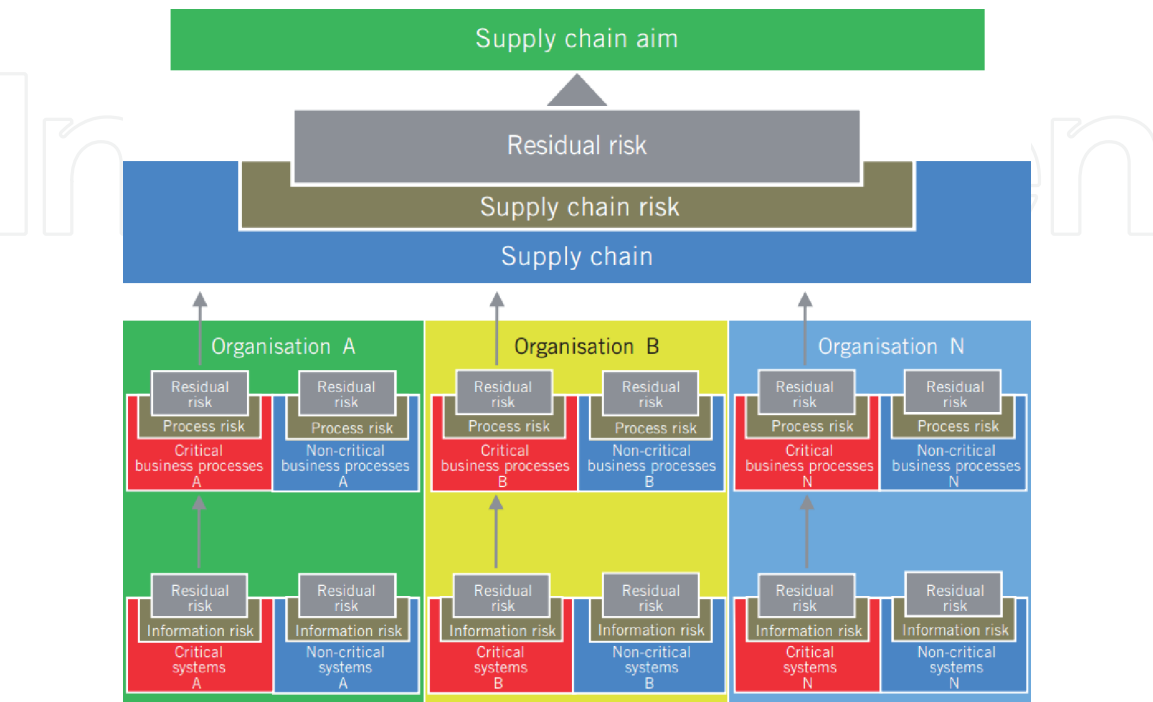 Supply chain aim
Residual risk
Supply chain risk
Supply chain
Organisation A
Organisation B
Organisation N
Residual
risk
Process risk
Critical
business processes
A
Residual
risk
Process risk
Non-critical
business processes
A
Residual
risk
Process risk
Critical
business processes
B
Residual
risk
Process risk
Non-critical
business processes
B
Residual
risk
Process risk
Critical
business processes
N
Residual
risk
Process risk
Non-critical
business processes
N
Residual
risk
Information risk
Critical
systems
A
Residual
risk
Information risk
Non-critical
systems
A
Residual
risk
Information risk
Critical
systems
B
Residual
risk
Information risk
Non-critical
systems
B
Residual
risk
Information risk
Critical
systems
N
Residual
risk
Information risk
Non-critical
systems
N